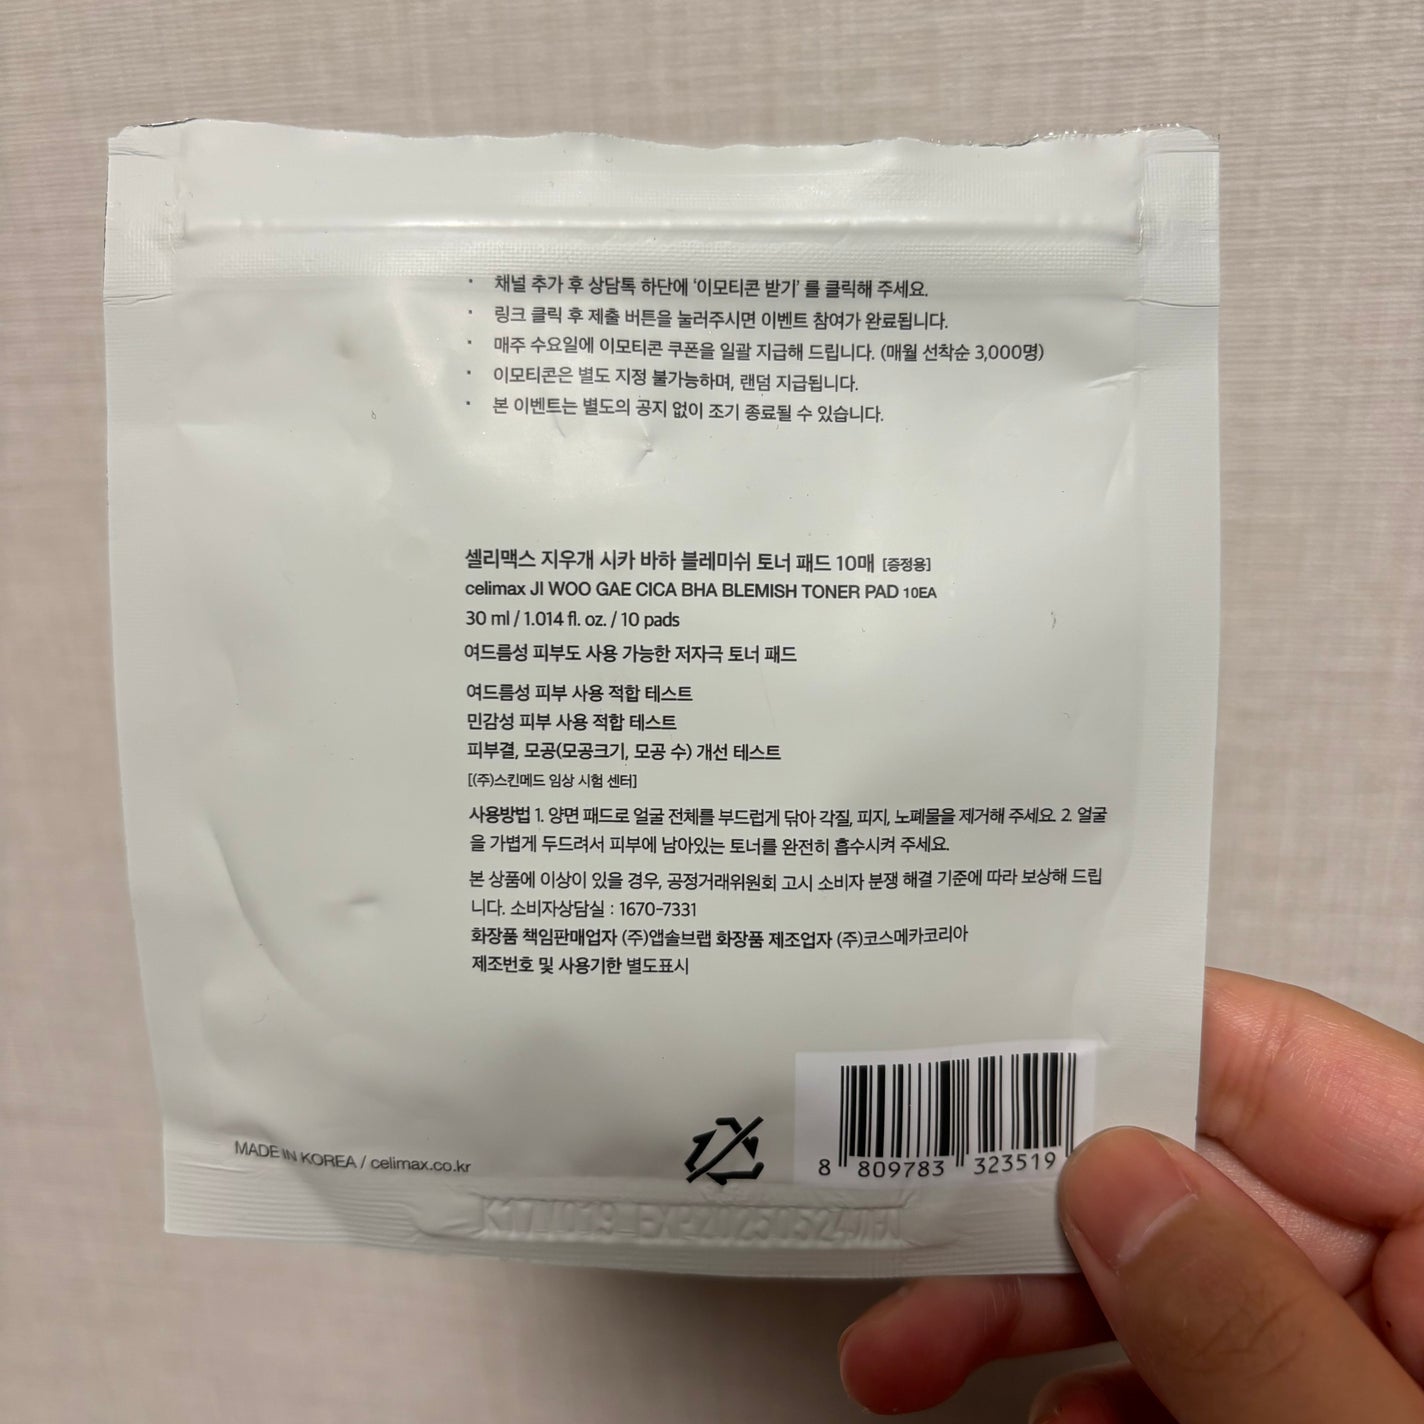 · 채널 추가 후 상담톡 하단에 ‘이모티콘 받기’ 를 클릭해 주세요.
· 링크 클릭 후 제출 버튼을 눌러주시면 이벤트 참여가 완료됩니다.
· 매주 수요일에 이모티콘 쿠폰을 일괄 지급해 드립니다. (매월 선착순 3,000명)
· 이모티콘은 별도 지정 불가능하며, 랜덤 지급됩니다.
· 본 이벤트는 별도의 공지 없이 조기 종료될 수 있습니다.
셀리맥스 지우개 시카 바하 블레미쉬 토너 패드 10매 [증정용]
celimax JI WOO GAE CICA BHA BLEMISH TONER PAD 10EA
30 ml / 1.014 fl. oz. / 10 pads
여드름성 피부도 사용 가능한 저자극 토너 패드
여드름성 피부 사용 적합 테스트
민감성 피부 사용 적합 테스트
피부결, 모공(모공크기, 모공 수) 개선 테스트
[(주)스킨메드 임상 시험 센터]
사용방법 1. 양면 패드로 얼굴 전체를 부드럽게 닦아 각질, 피지, 노폐물을 제거해 주세요. 2. 얼굴
을 가볍게 두드려서 피부에 남아있는 토너를 완전히 흡수시켜 주세요.
본 상품에 이상이 있을 경우, 공정거래위원회 고시 소비자 분쟁 해결 기준에 따라 보상해 드립
니다. 소비자상담실 : 1670-7331
화장품 책임판매업자 (주)앱솔브랩 화장품 제조업자 (주)코스메카코리아
제조번호 및 사용기한 별도표시
MADE IN KOREA / celimax.co.kr
8 809783 323519
EXP20250524